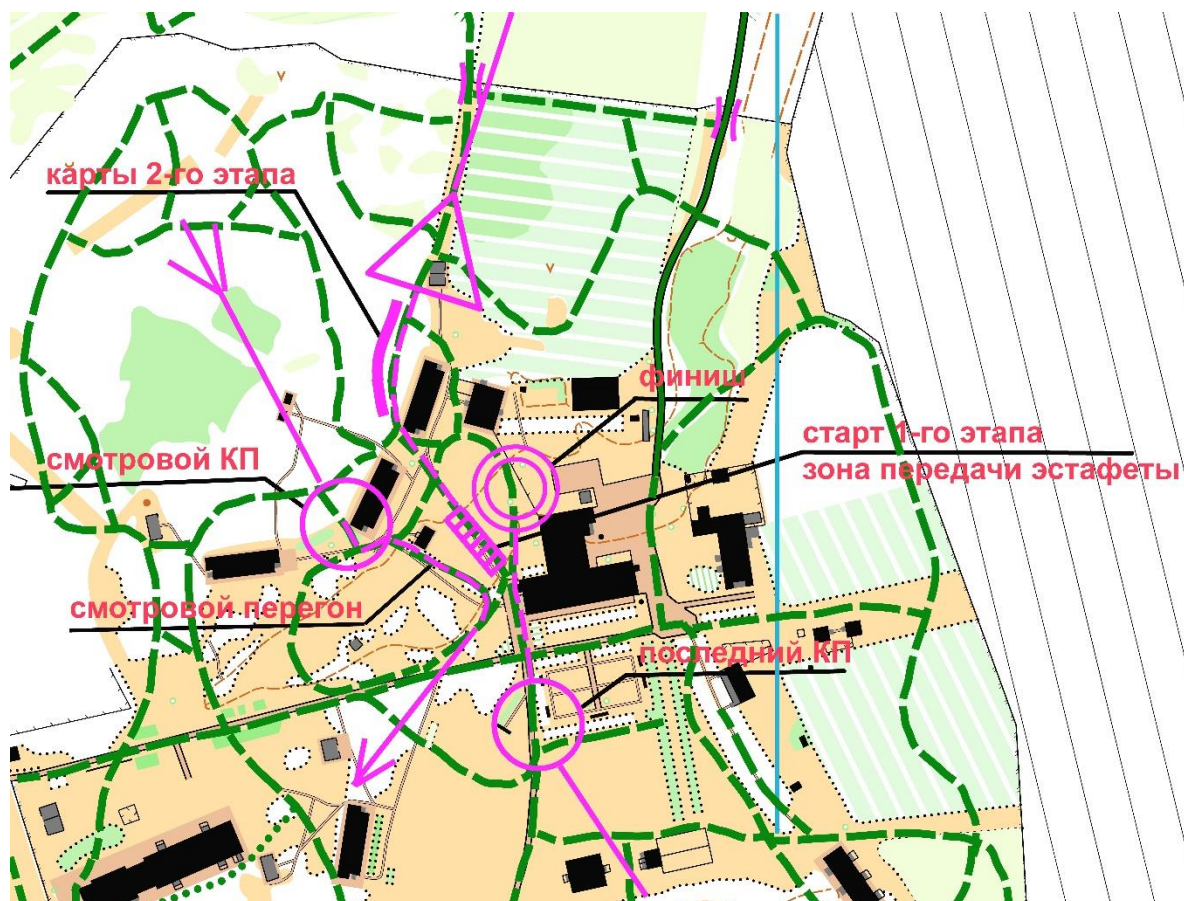 карты 2-го этапа
финиш
старт 1-го этапа
зона передачи эстафеты
смотровой КП
смотровой перегон
последний КП